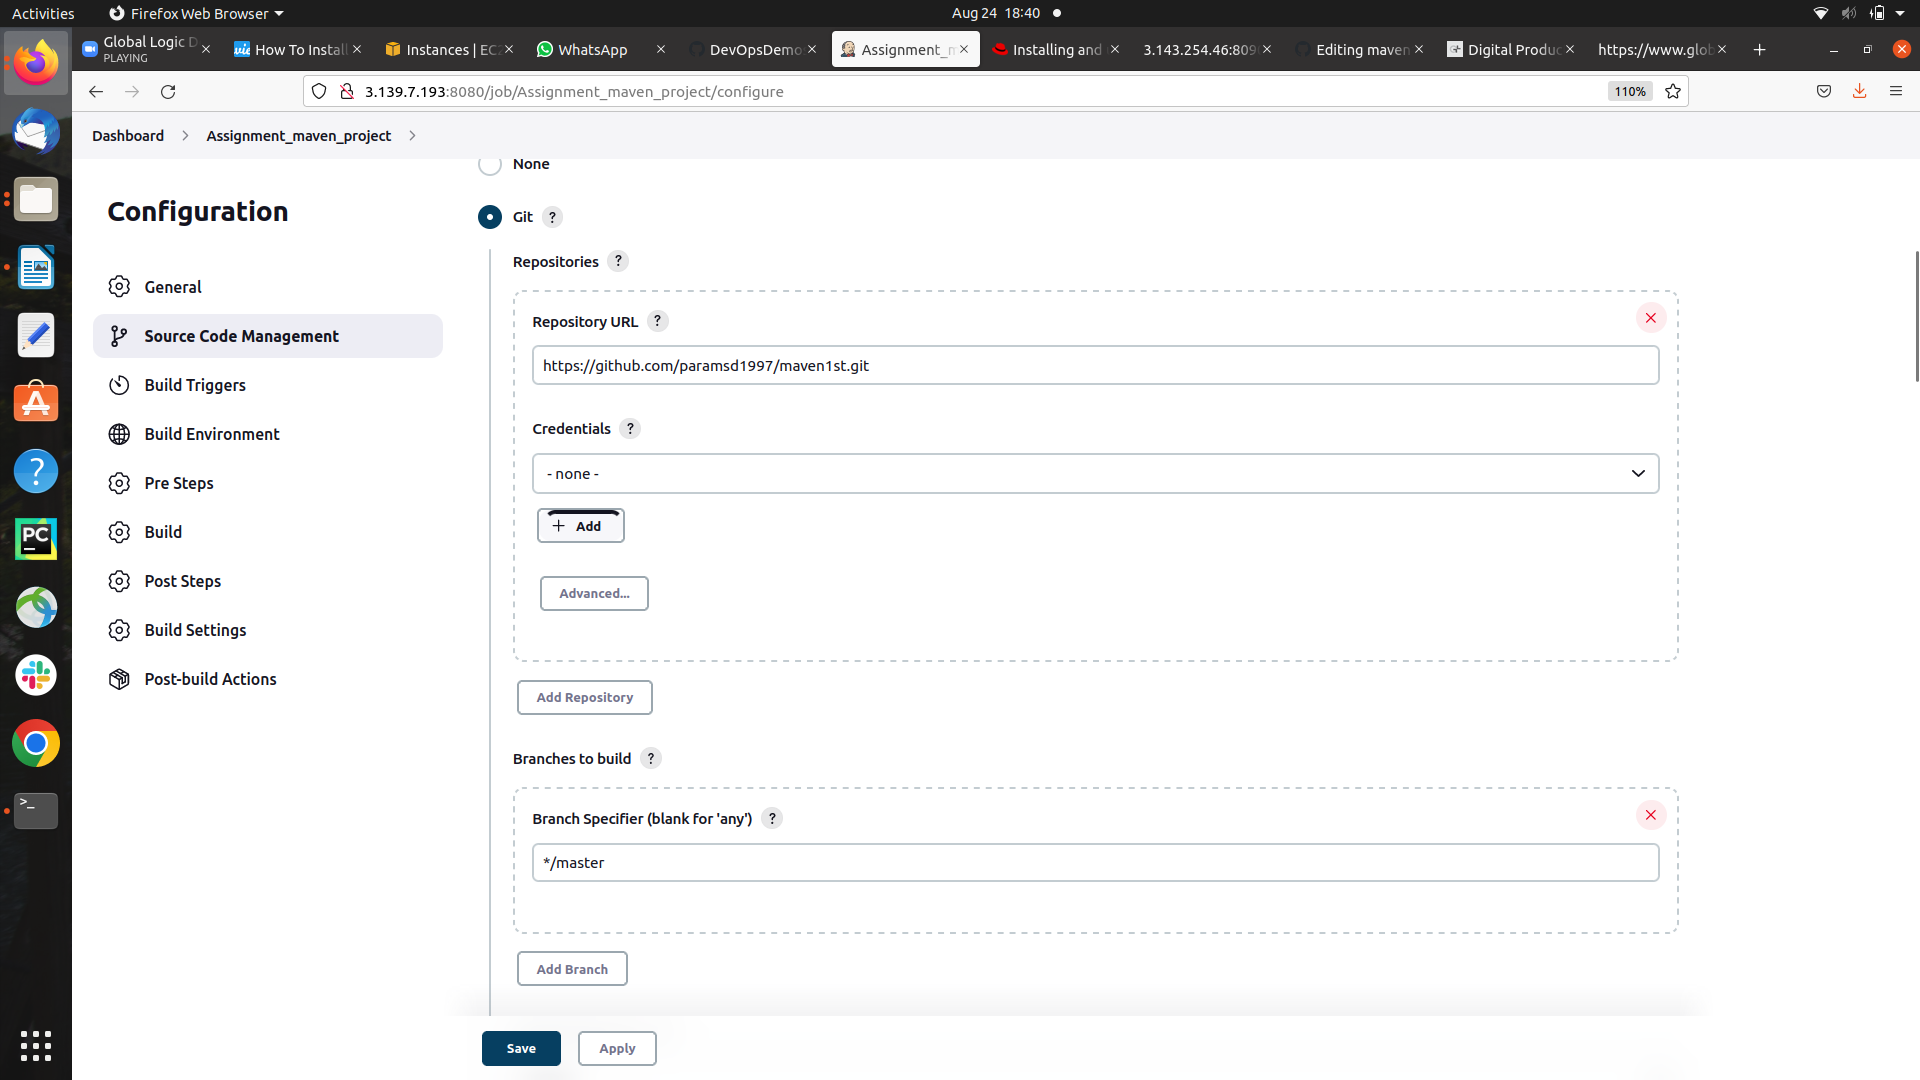 Activities
Firefox Web Browser
Aug 24 18:40
Global Logic D
PLAYING
How To Install
Instances | EC2
WhatsApp
DevOpsDemo
Assignment_m
Installing and
3.143.254.46:809
Editing maven
Digital Produc
https://www.glob
3.139.7.193:8080/job/Assignment_maven_project/configure
110%
Dashboard
Assignment_maven_project
Configuration
General
Source Code Management
Build Triggers
Build Environment
Pre Steps
Build
Post Steps
Build Settings
Post-build Actions
None
Git ?
Repositories ?
Repository URL ?
https://github.com/paramsd1997/maven1st.git
Credentials ?
- none -
+ Add
Advanced...
Add Repository
Branches to build ?
Branch Specifier (blank for 'any') ?
*/master
Add Branch
Save
Apply
PC
>_